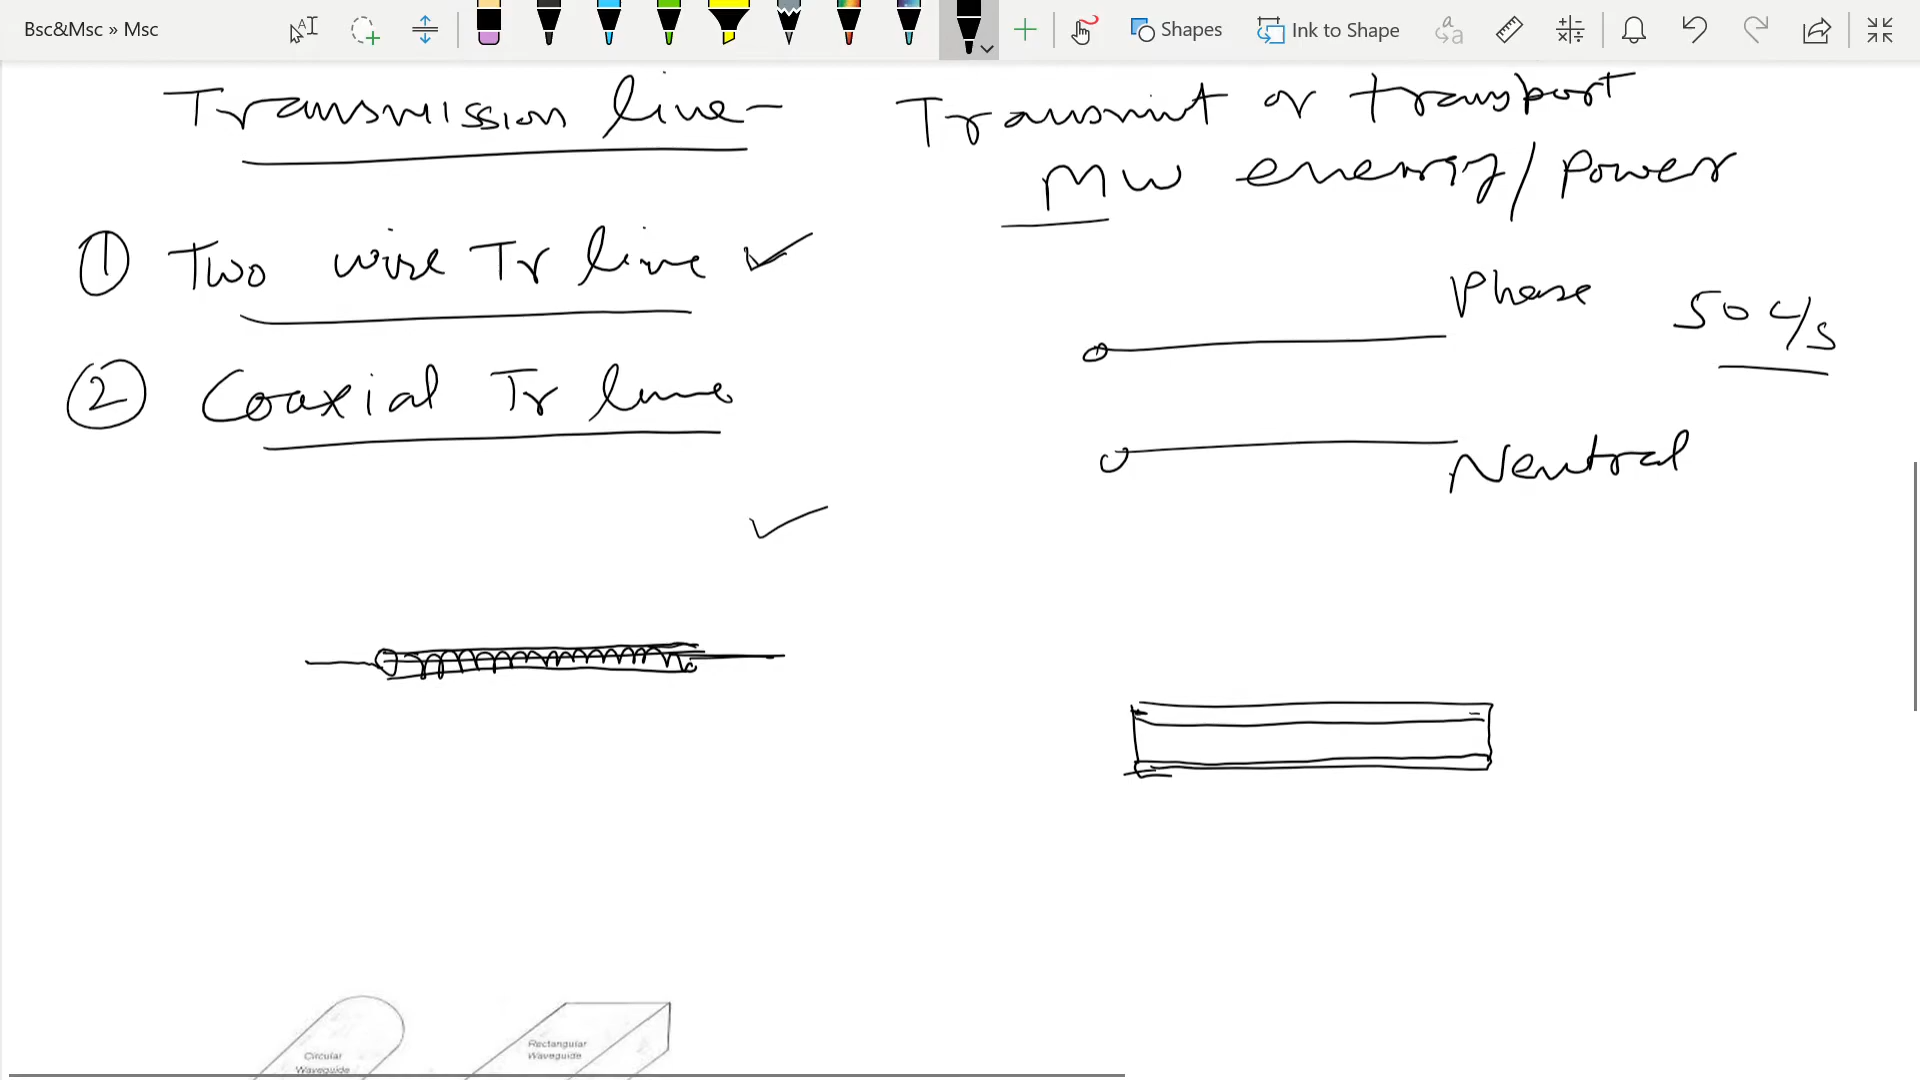 Bsc&Msc » Msc
Shapes
Ink to Shape
Transmission line - Transmit or transport
MW energy/Power
① Two wire Tr line ✓
Phase
50 c/s
② Coaxial Tr line
Neutral
✓
Circular
Waveguide
Rectangular
Waveguide